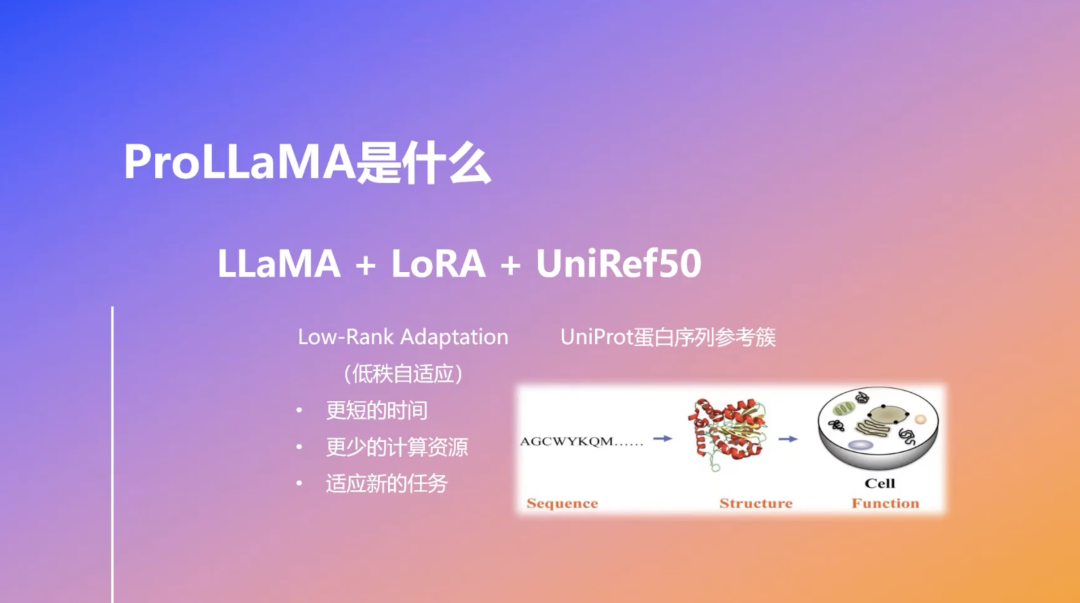 ProLLaMA是什么
LLaMA + LoRA + UniRef50
Low-Rank Adaptation
（低秩自适应）
• 更短的时间
• 更少的计算资源
• 适应新的任务
UniProt蛋白序列参考簇
AGCWYKQM……
Cell
Sequence
Structure
Function